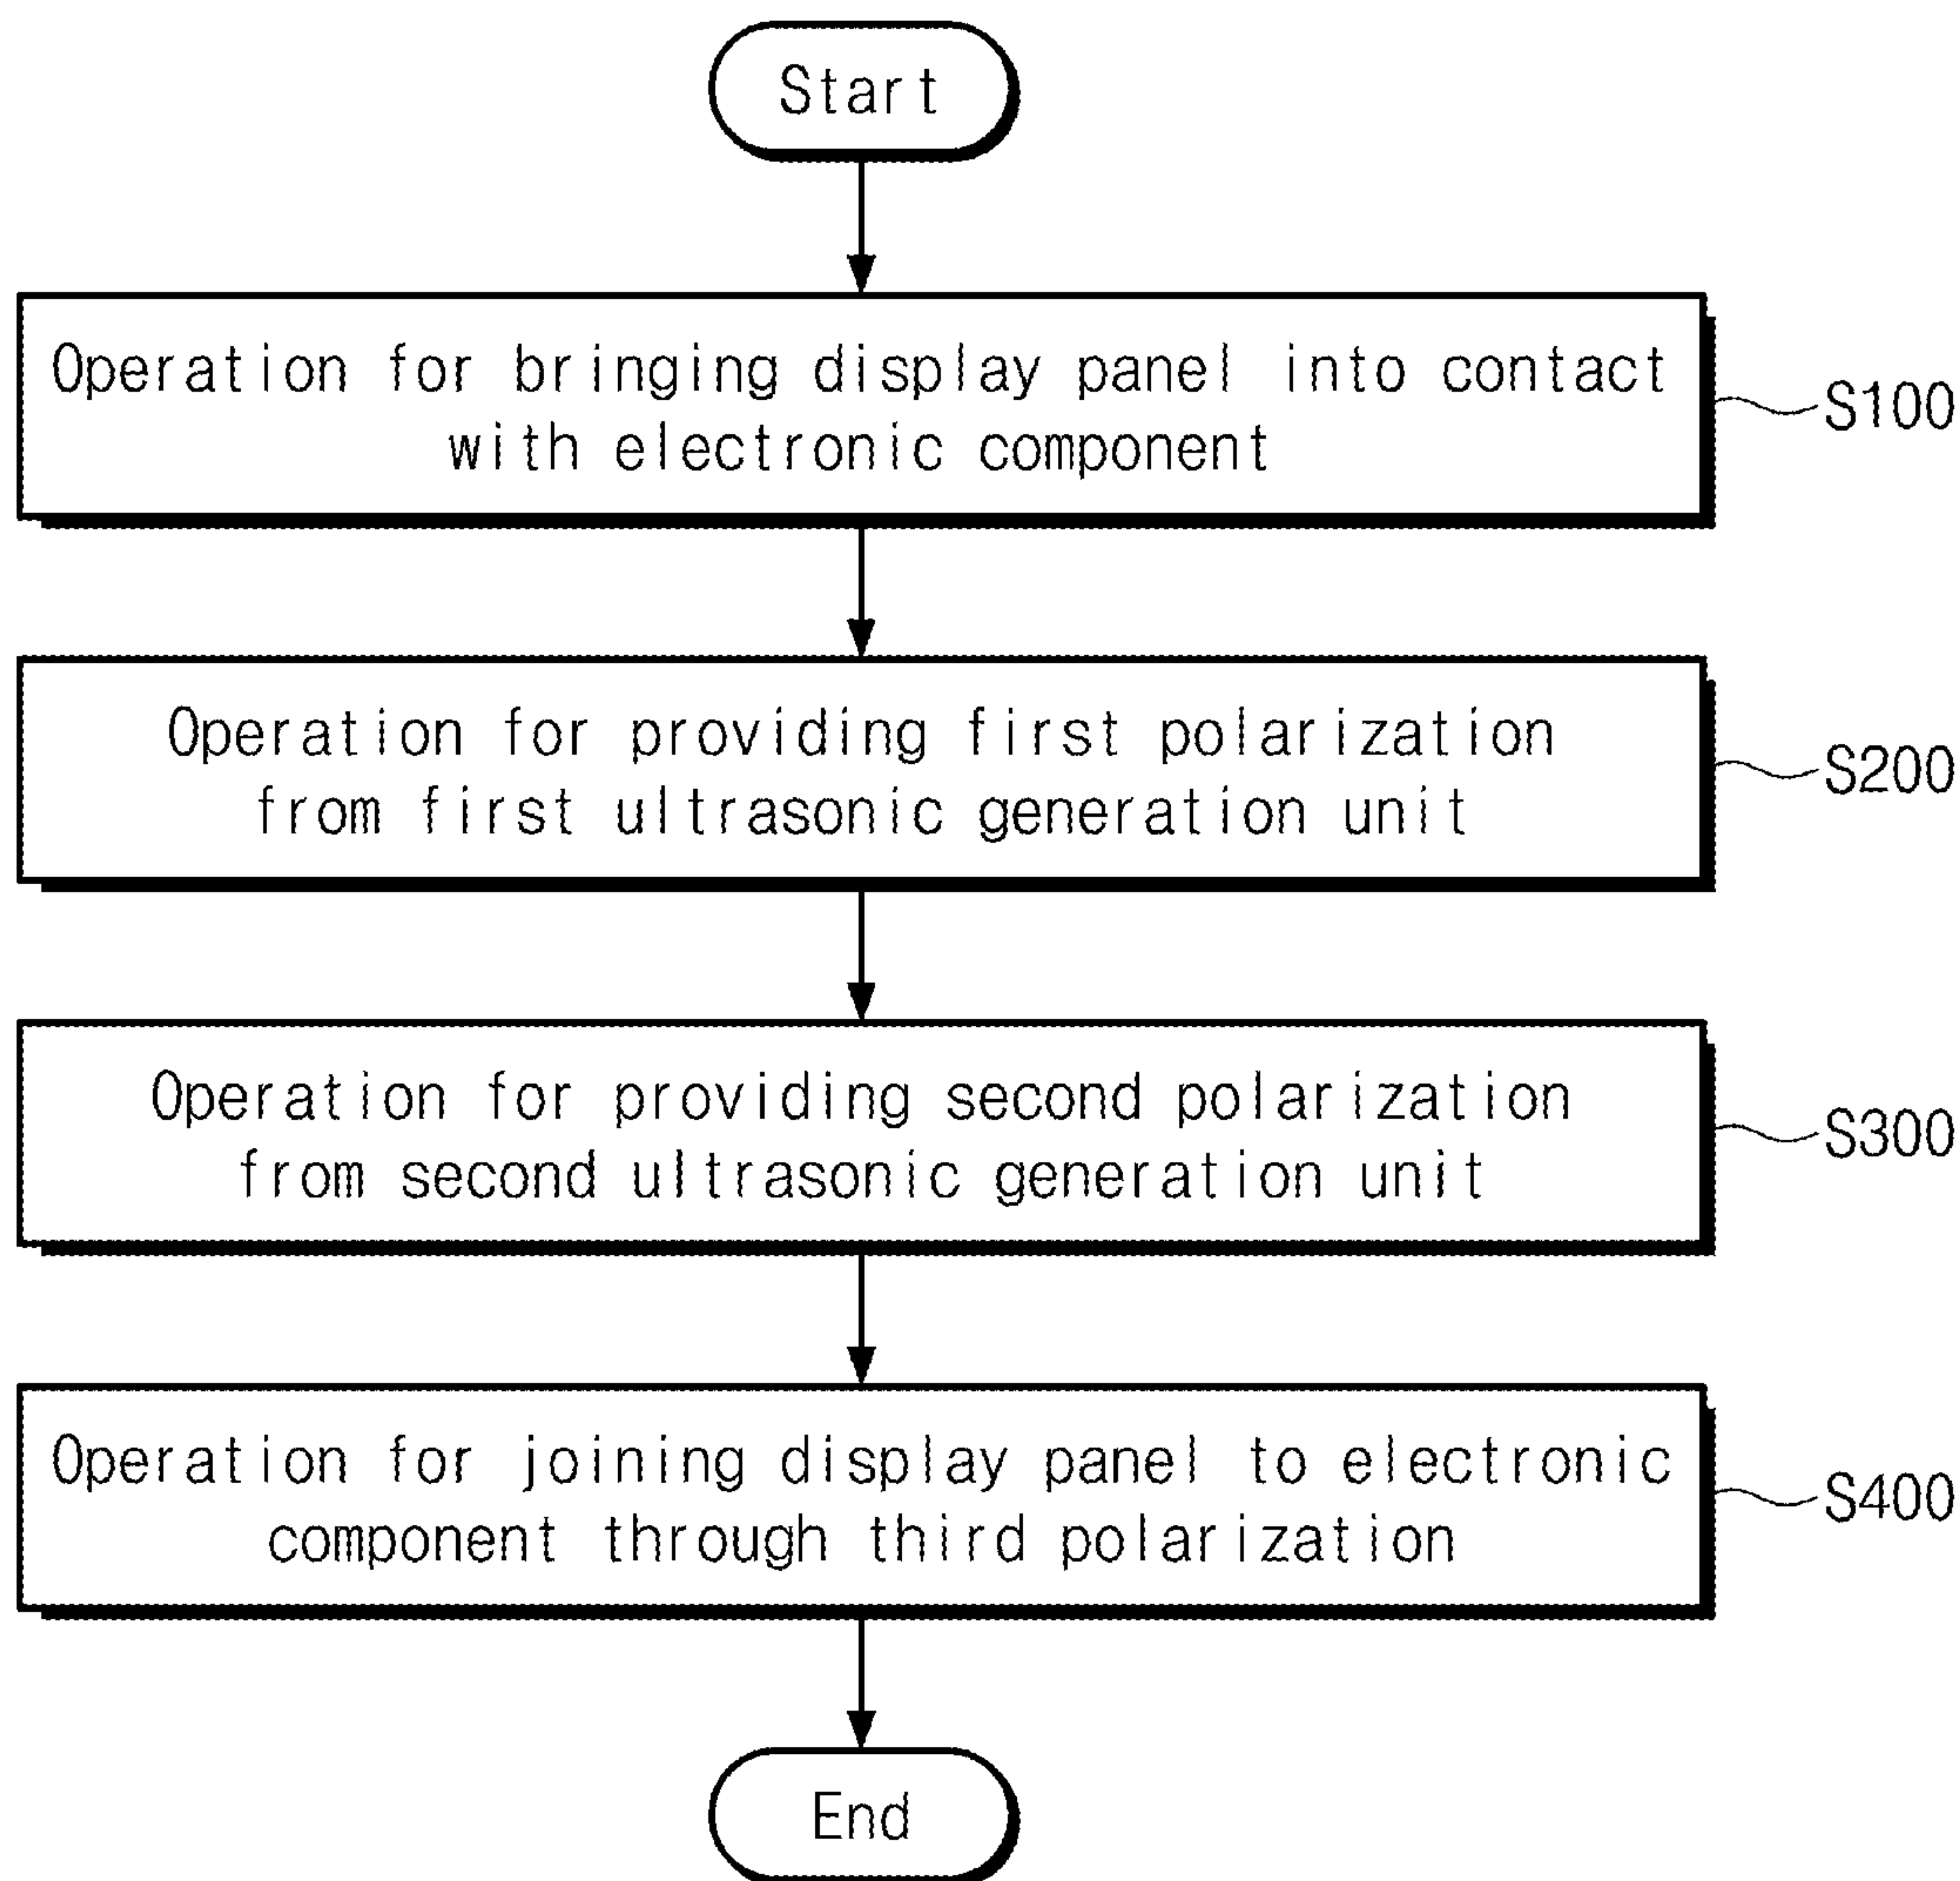 Start
Operation for bringing display panel into contact
with electronic component
S100
Operation for providing first polarization
from first ultrasonic generation unit
S200
Operation for providing second polarization
from second ultrasonic generation unit
S300
Operation for joining display panel to electronic
component through third polarization
S400
End